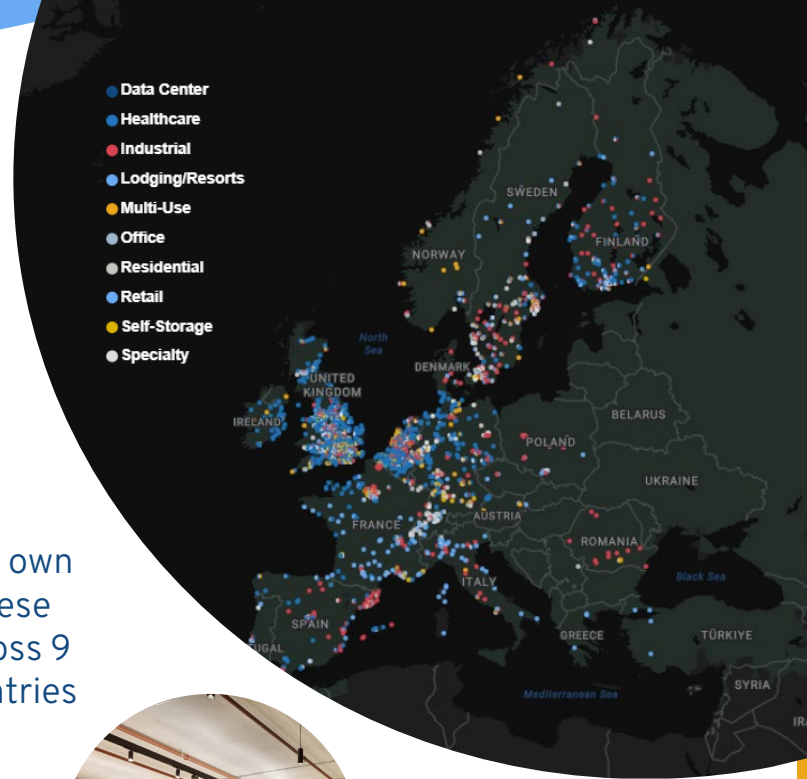 Data Center
Healthcare
Industrial
Lodging/Resorts
Multi-Use
Office
Residential
Retail
Self-Storage
Specialty
SWEDEN
FINLAND
NORWAY
North
Sea
DENMARK
UNITED
KINGDOM
IRELAND
BELARUS
POLAND
UKRAINE
FRANCE
AUSTRIA
ROMANIA
Black Sea
ITALY
SPAIN
UGAL
GREECE
TÜRKIYE
SYRIA
Mediterranean Sea
IRA
own
ese
oss 9
ntries